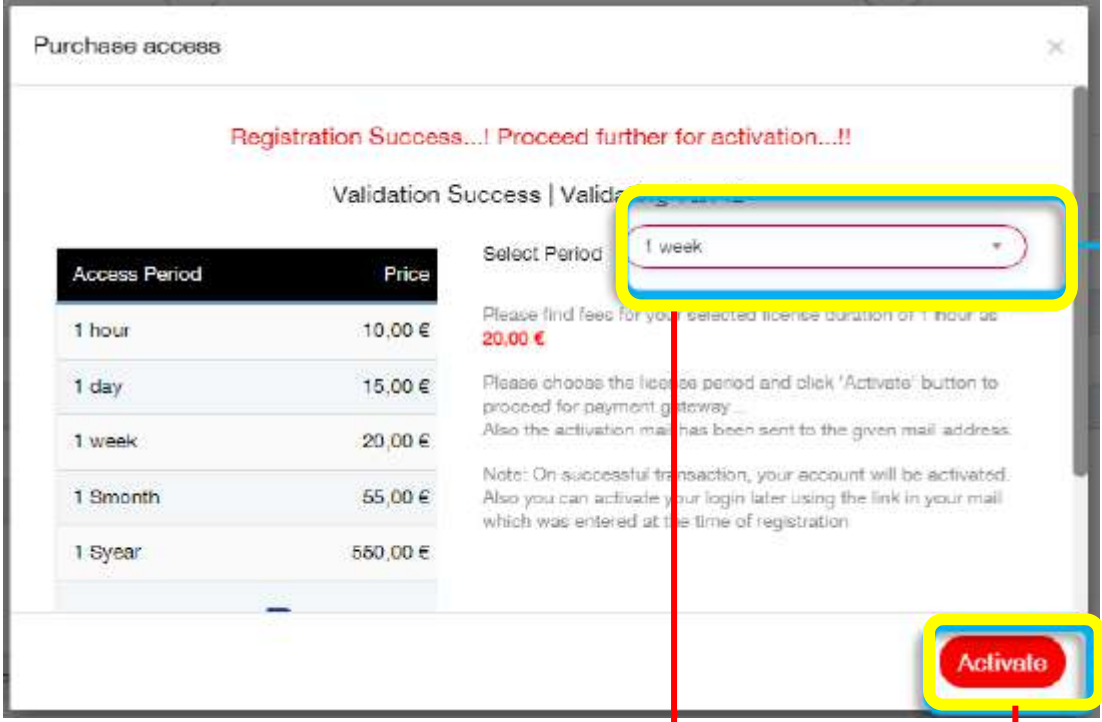 Purchase access
Registration Success...! Proceed further for activation...!!
Validation Success | Validating
Select Period
1 week
Access Period Price
1 hour 10,00 €
1 day 15,00 €
1 week 20,00 €
1 Smonth 55,00 €
1 Syear 550,00 €
Please find fees for your selected license duration of 1 hour as
20,00 €
Please choose the license period and click 'Activate' button to
proceed for payment gateway...
Also the activation mail has been sent to the given mail address.
Note: On successful transaction, your account will be activated.
Also you can activate your login later using the link in your mail
which was entered at the time of registration
Activate